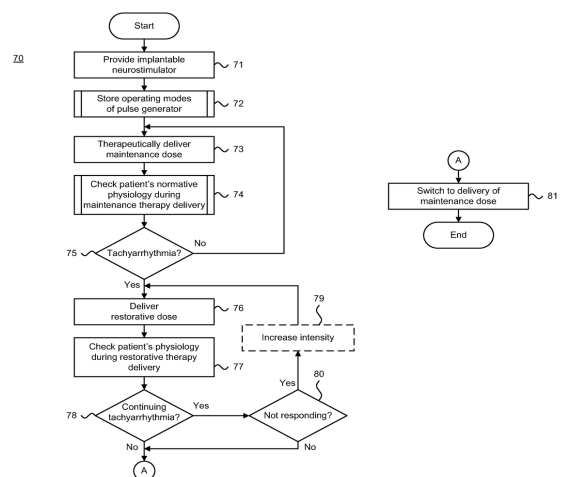 70
Start
Provide implantable
neurostimulator
71
Store operating modes
of pulse generator
72
Therapeutically deliver
maintenance dose
73
Check patient's normative
physiology during
maintenance therapy delivery
74
75
Tachyarrhythmia?
No
Yes
Deliver
restorative dose
76
Check patient's physiology
during restorative therapy
delivery
77
78
Continuing
tachyarrhythmia?
Yes
No
79
Increase intensity
Yes
80
Not responding?
No
A
A
Switch to delivery of
maintenance dose
81
End